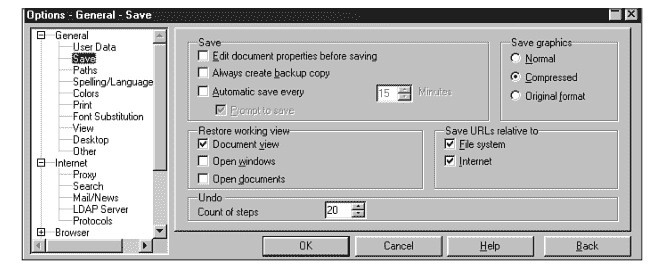 Options - General - Save
General
User Data
Save
Paths
Spelling/Language
Colors
Print
Font Substitution
View
Desktop
Other
Internet
Proxy
Search
Mail/News
LDAP Server
Protocols
Browser
Save
Edit document properties before saving
Always create backup copy
Automatic save every 15 Minutes
Prompt to save
Save graphics
Normal
Compressed
Original format
Restore working view
Document view
Open windows
Open documents
Save URLs relative to
File system
Internet
Undo
Count of steps 20
OK Cancel Help Back